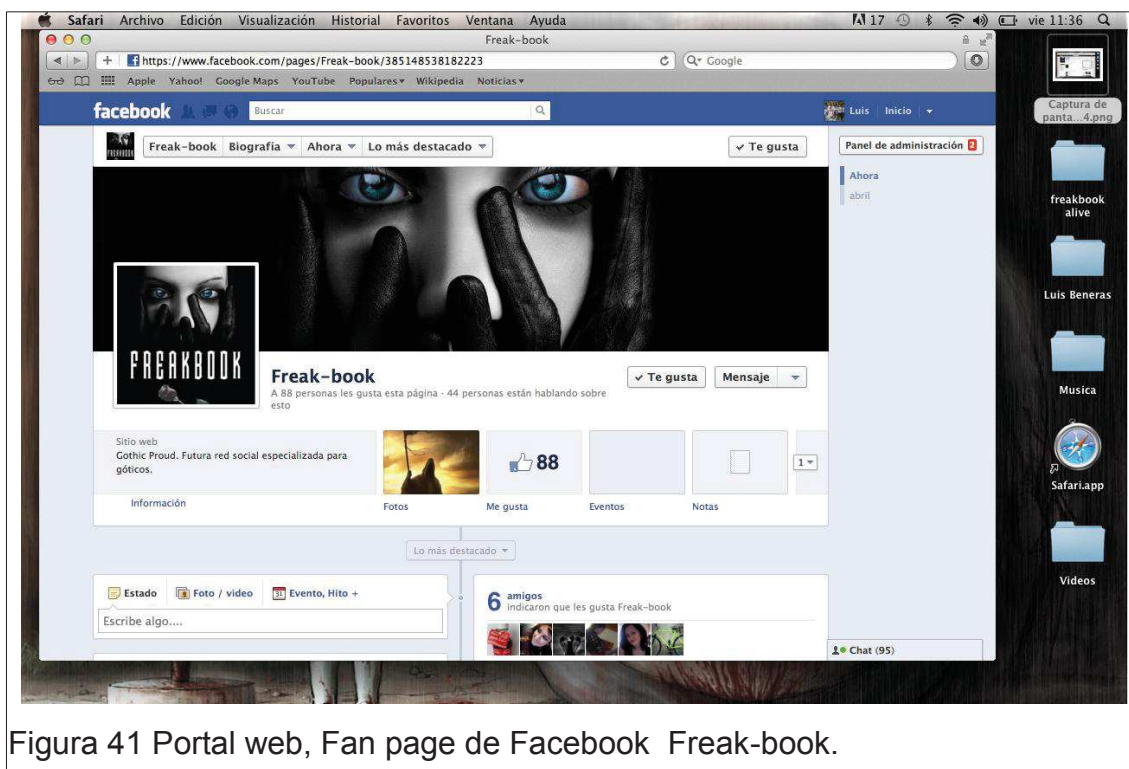 Safari Archivo Edición Visualización Historial Favoritos Ventana Ayuda 17 vie 11:36
Freak-book
https://www.facebook.com/pages/Freak-book/385148538182223 Google
Apple Yahoo! Google Maps YouTube Populares Wikipedia Noticias
facebook Buscar Luis Inicio
Freak-book Biografía Ahora Lo más destacado Te gusta Panel de administración 2
Ahora
abril
FREAKBOOK
Freak-book
A 88 personas les gusta esta página · 44 personas están hablando sobre
esto
Te gusta Mensaje
Sitio web
Gothic Proud. Futura red social especializada para
góticos.
Información
88
1
Fotos Me gusta Eventos Notas
Lo más destacado
Estado Foto / video 31 Evento, Hito +
Escribe algo....
6 amigos
indicaron que les gusta Freak-book
Chat (95)
Captura de
panta...4.png
freakbook
alive
Luis Beneras
Musica
Safari.app
Videos
Figura 41 Portal web, Fan page de Facebook Freak-book.